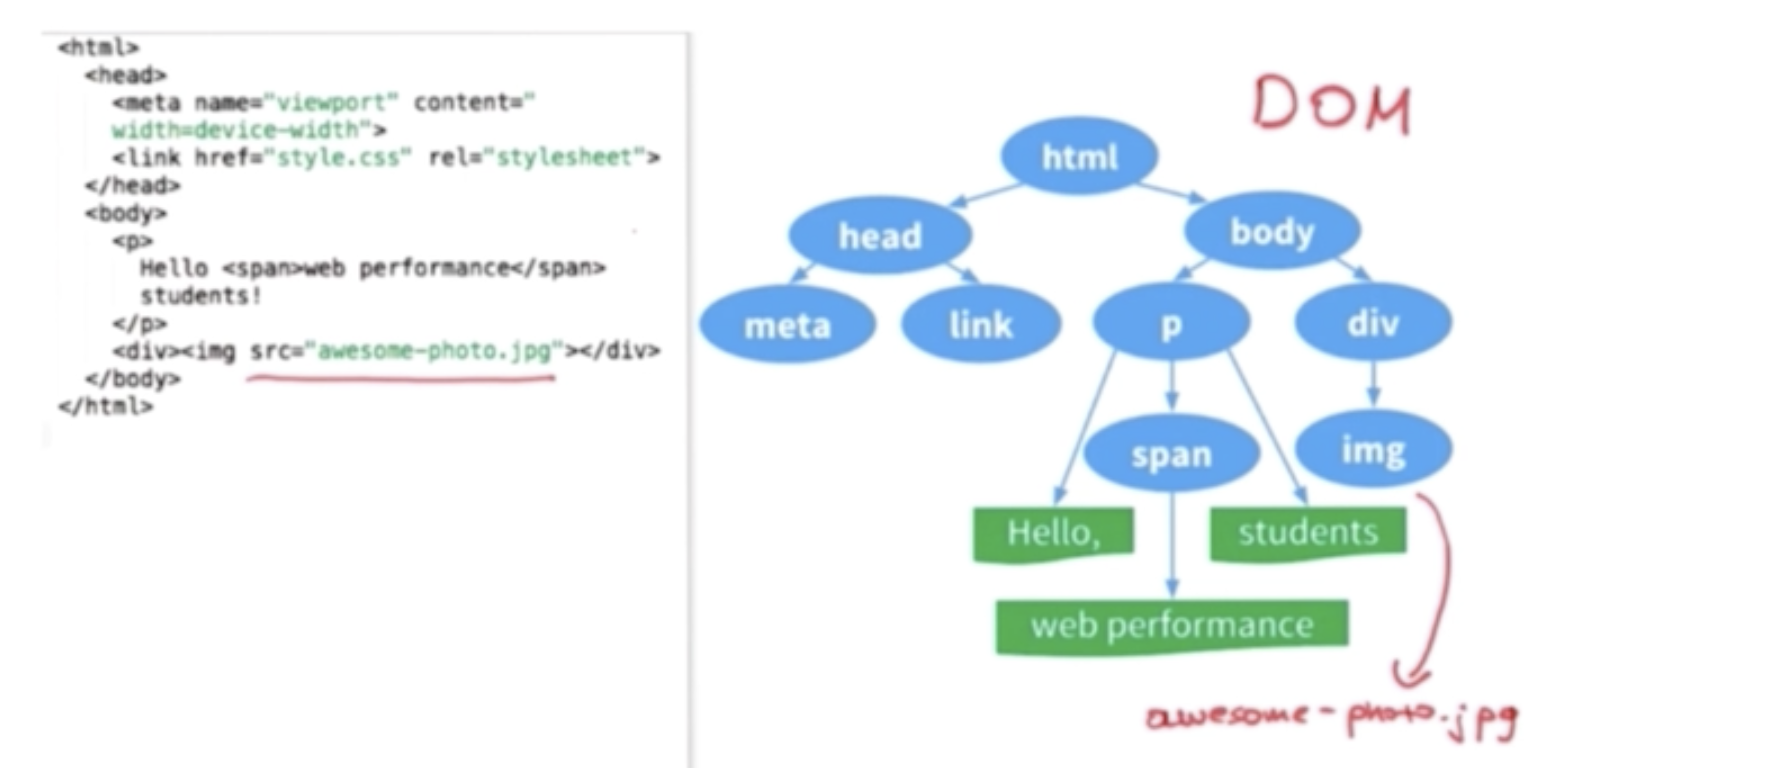 <html>
<head>
<meta name="viewport" content="
width=device-width">
<link href="style.css" rel="stylesheet">
</head>
<body>
<p>
Hello <span>web performance</span>
students!
</p>
<div><img src="awesome-photo.jpg"></div>
</body>
</html>
DOM
html
head
body
meta
link
p
div
span
img
Hello,
students
web performance
awesome-photo.jpg